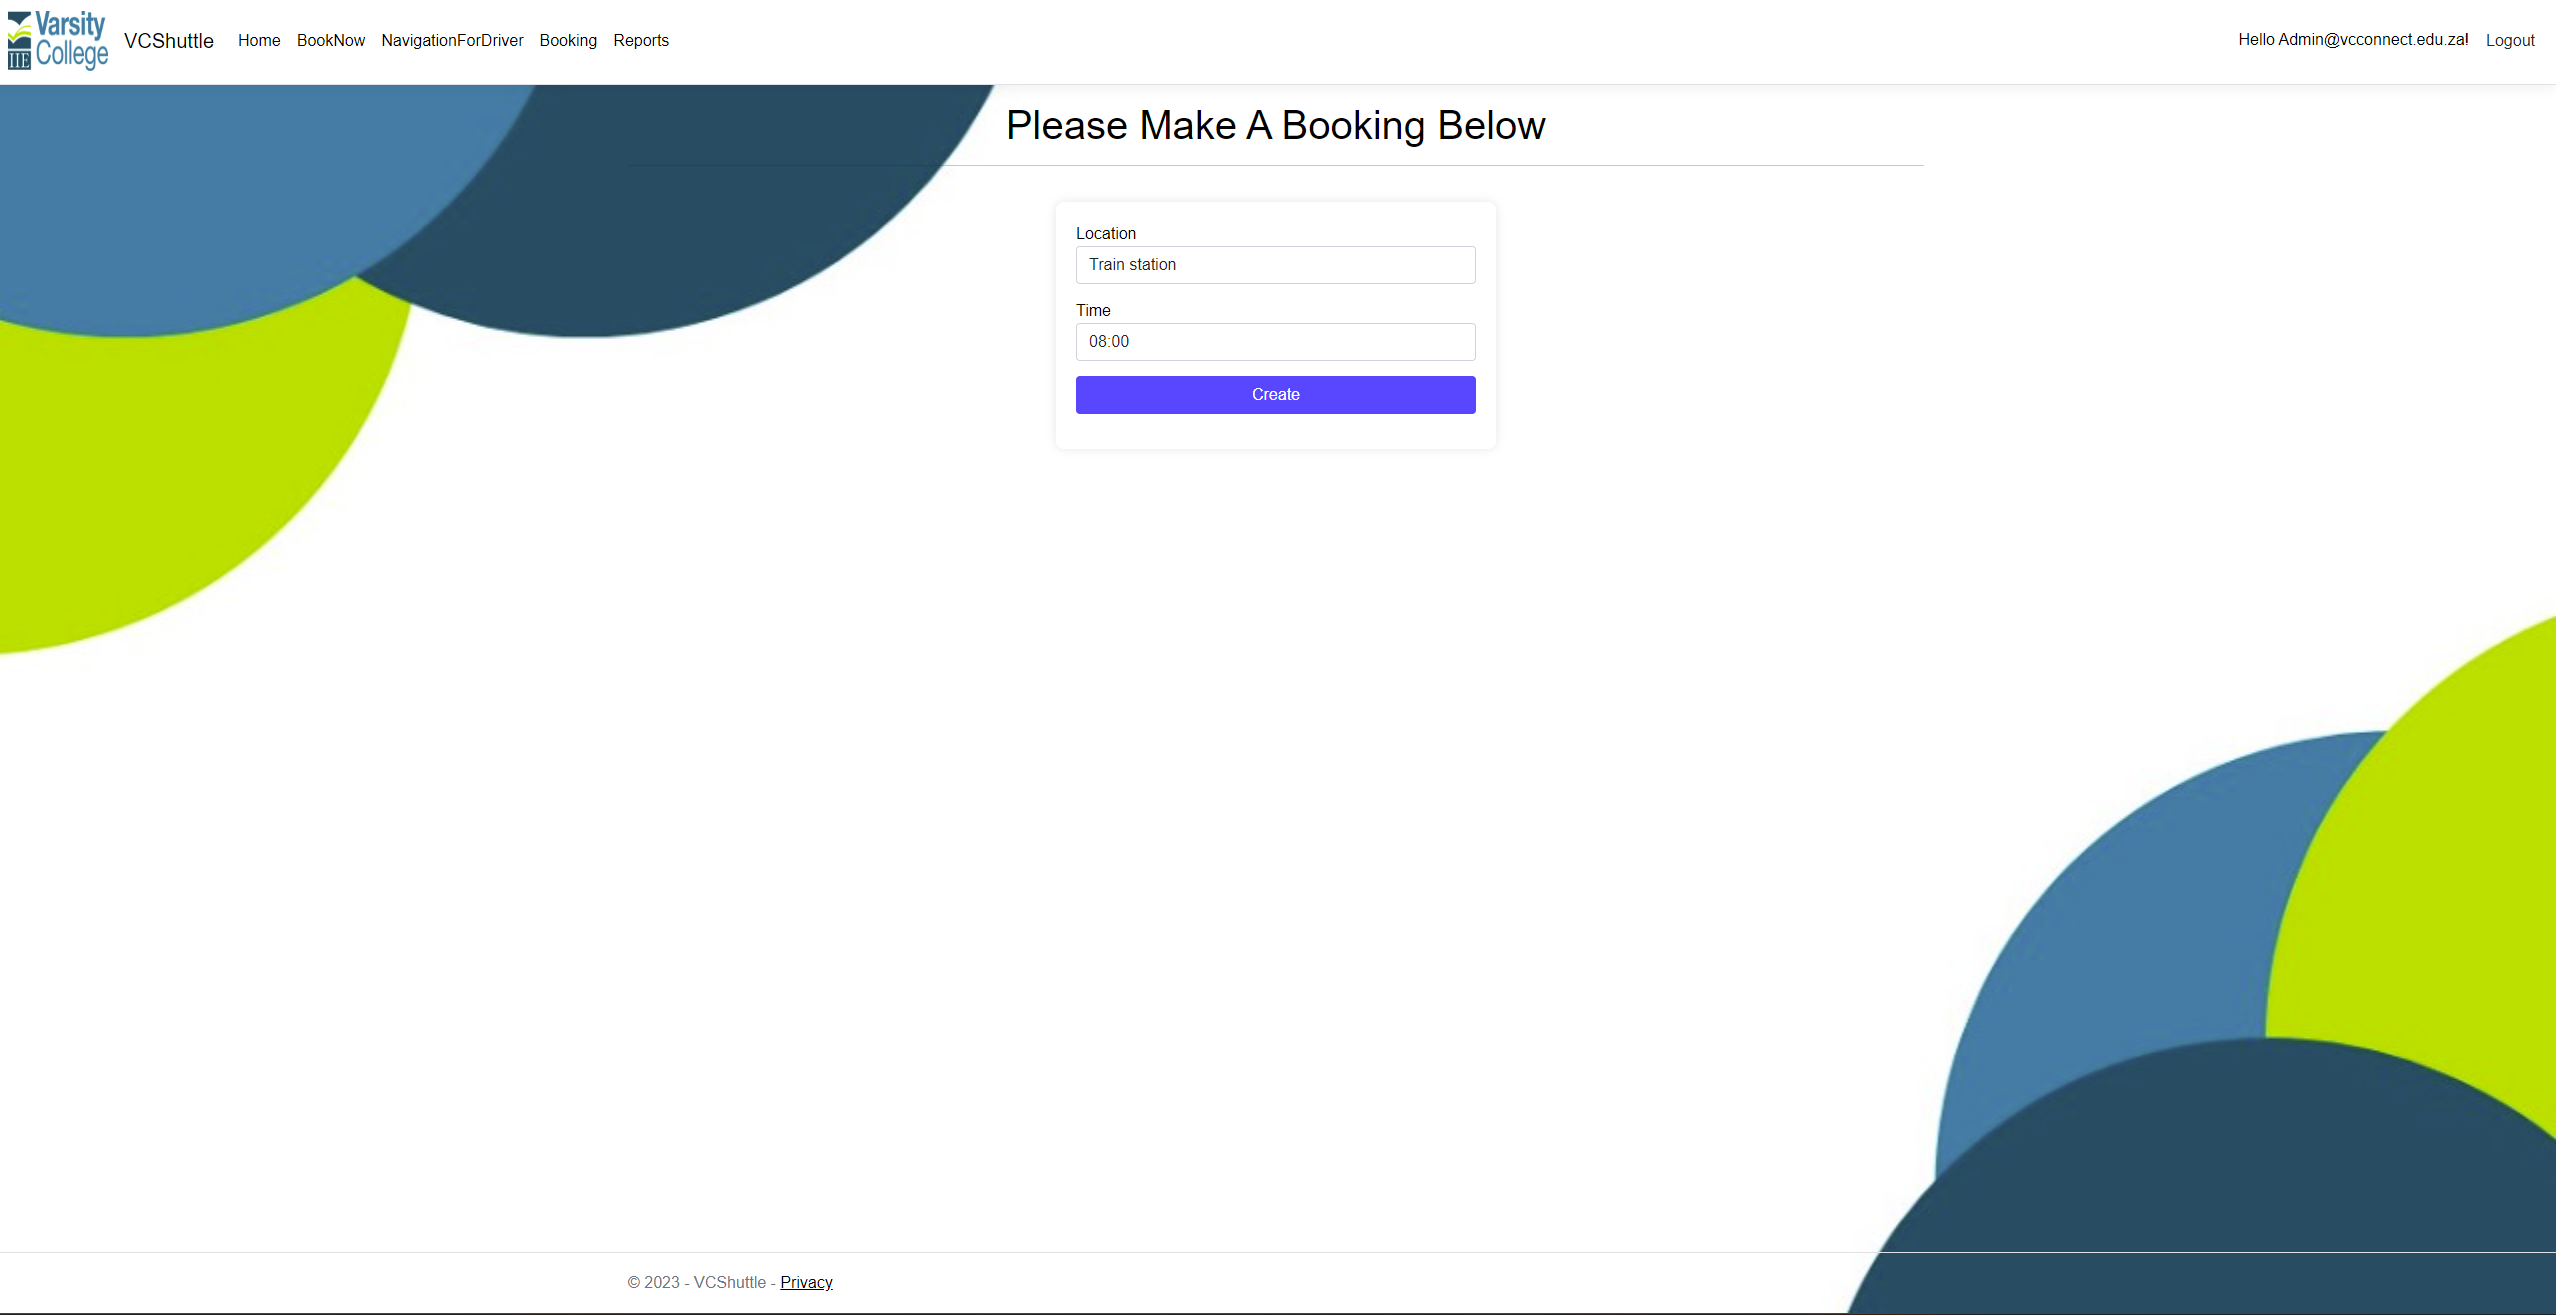 Varsity
College
IIE
VCShuttle Home BookNow NavigationForDriver Booking Reports Hello Admin@vcconnect.edu.za! Logout
Please Make A Booking Below
Location
Train station
Time
08:00
Create
© 2023 - VCShuttle - Privacy